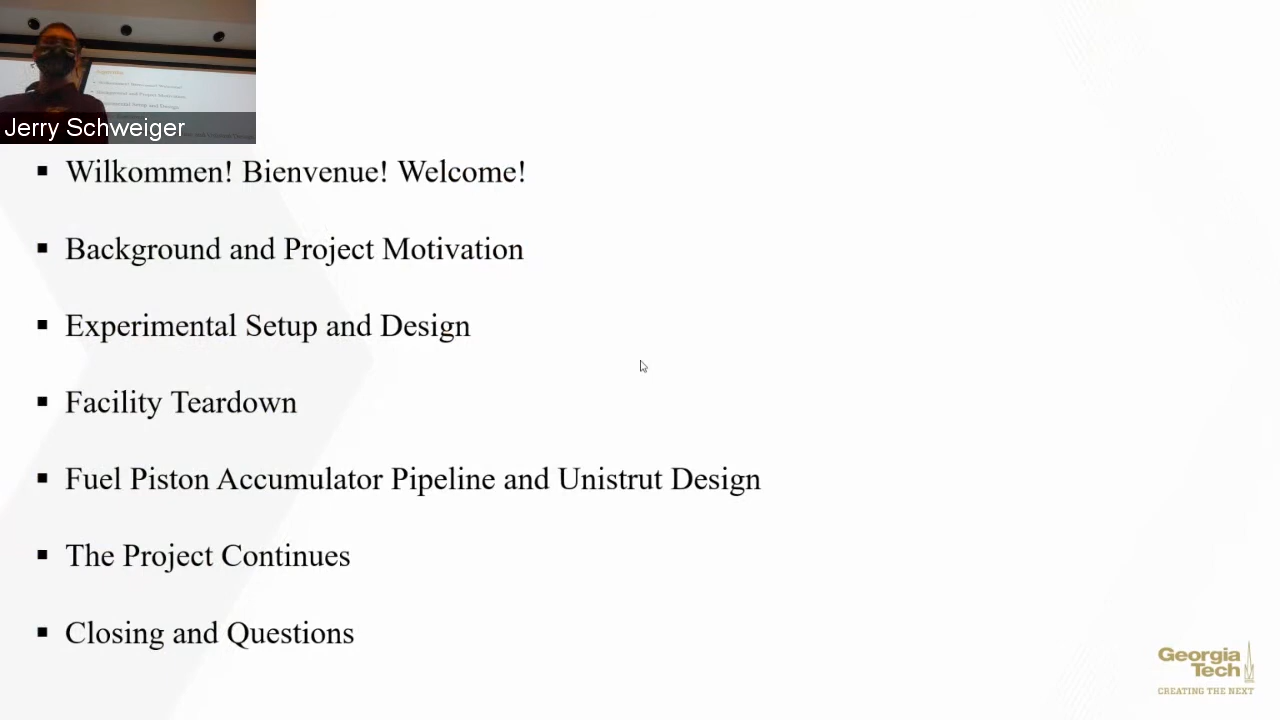 Jerry Schweiger
▪ Wilkommen! Bienvenue! Welcome!
▪ Background and Project Motivation
▪ Experimental Setup and Design
▪ Facility Teardown
▪ Fuel Piston Accumulator Pipeline and Unistrut Design
▪ The Project Continues
▪ Closing and Questions
Georgia
Tech
CREATING THE NEXT